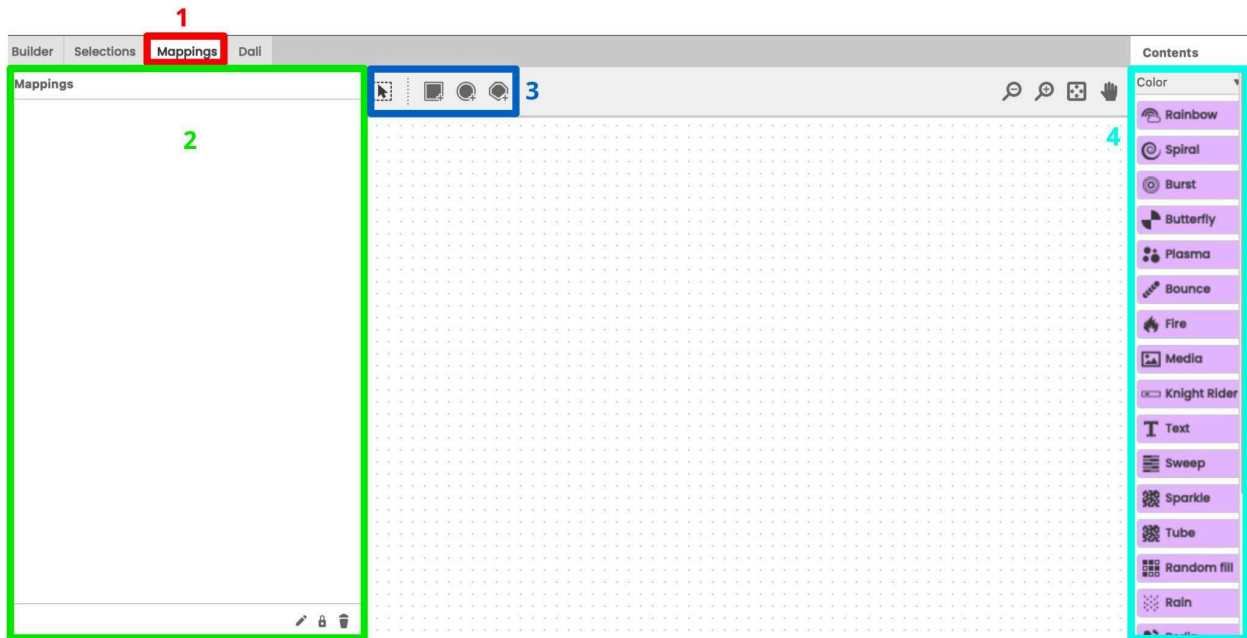 1
Builder Selections Mappings Dali
Contents
Mappings
2
3
4
Color
Rainbow
Spiral
Burst
Butterfly
Plasma
Bounce
Fire
Media
Knight Rider
Text
Sweep
Sparkle
Tube
Random fill
Rain